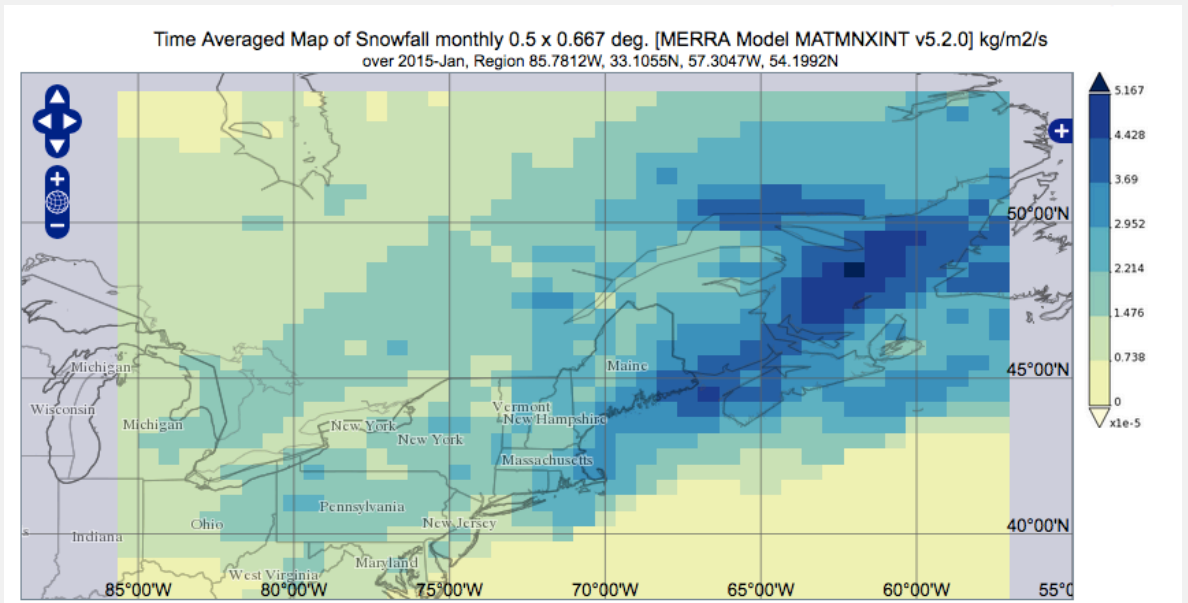 Time Averaged Map of Snowfall monthly 0.5 x 0.667 deg. [MERRA Model MATMNXINT v5.2.0] kg/m2/s
over 2015-Jan, Region 85.7812W, 33.1055N, 57.3047W, 54.1992N
5.167
4.428
3.69
50°00'N
2.952
2.214
1.476
Michigan
Maine
45°00'N
0.738
Wisconsin
Vermont
0
Michigan
New York
New Hampshire
x1e-5
New York
Massachusetts
Pennsylvania
Ohio
New Jersey
40°00'N
s
Indiana
Maryland
West Virginia
85°00'W
80°00'W
75°00'W
70°00'W
65°00'W
60°00'W
55°0